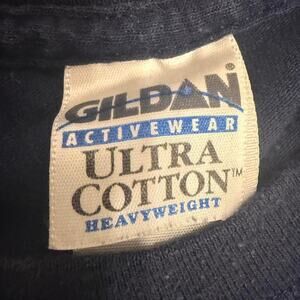 GILDAN®
ACTIVEWEAR
ULTRA
COTTON™
HEAVYWEIGHT